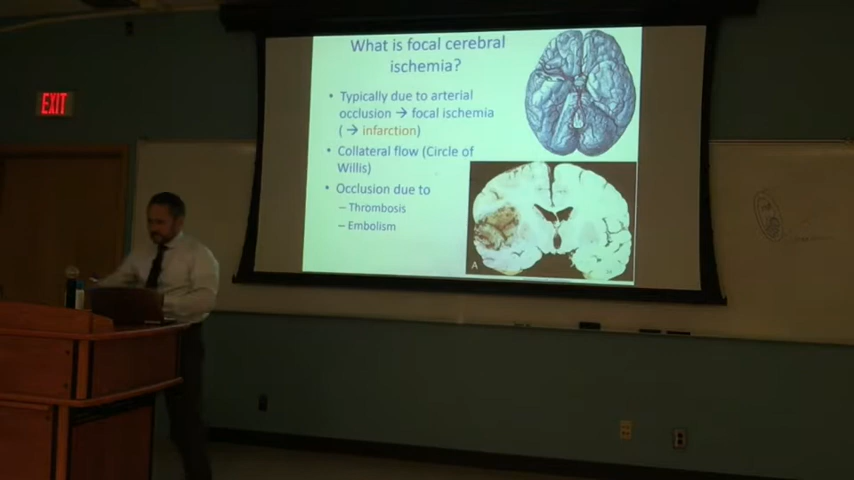 What is focal cerebral
ischemia?
• Typically due to arterial
occlusion → focal ischemia
( → infarction)
• Collateral flow (Circle of
Willis)
• Occlusion due to
– Thrombosis
– Embolism
A
EXIT